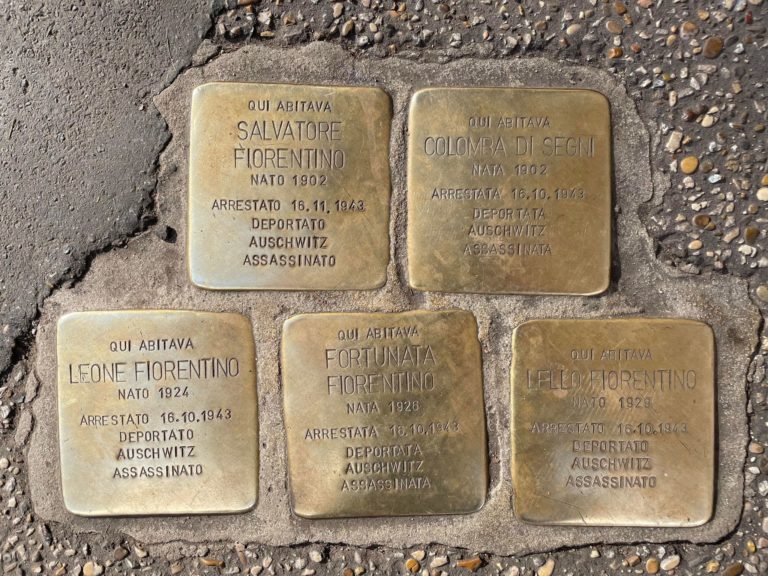 QUI ABITAVA
SALVATORE
FIORENTINO
NATO 1902
ARRESTATO 16.11.1943
DEPORTATO
AUSCHWITZ
ASSASSINATO
QUI ABITAVA
COLOMBA DI SEGNI
NATA 1902
ARRESTATA 16.10.1943
DEPORTATA
AUSCHWITZ
ASSASSINATA
QUI ABITAVA
LEONE FIORENTINO
NATO 1924
ARRESTATO 16.10.1943
DEPORTATO
AUSCHWITZ
ASSASSINATO
QUI ABITAVA
FORTUNATA
FIORENTINO
NATA 1926
ARRESTATA 16.10.1943
DEPORTATA
AUSCHWITZ
ASSASSINATA
QUI ABITAVA
LELLO FIORENTINO
NATO 1929
ARRESTATO 16.10.1943
DEPORTATO
AUSCHWITZ
ASSASSINATO